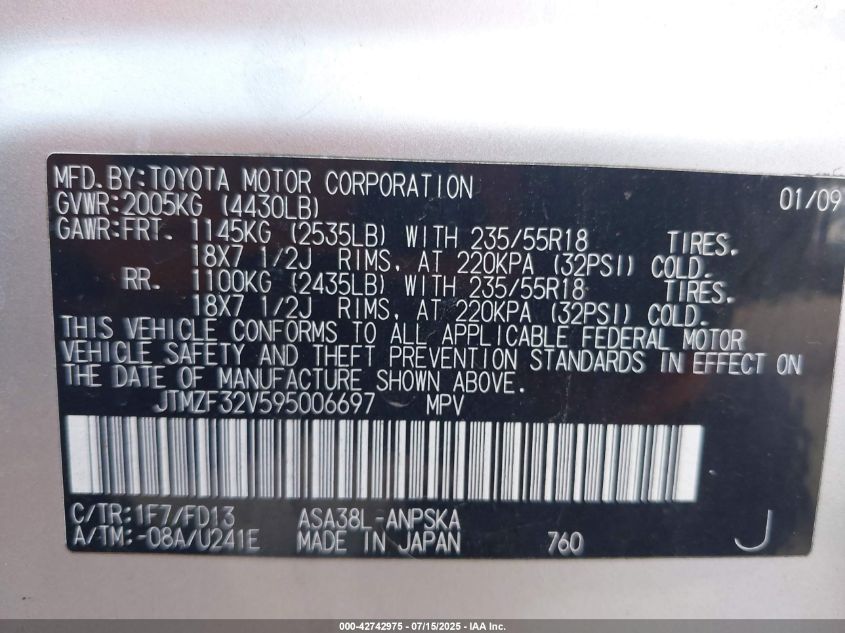 MFD. BY: TOYOTA MOTOR CORPORATION 01/09
GVWR: 2005KG (4430LB)
GAWR: FRT. 1145KG (2535LB) WITH 235/55R18 TIRES.
18X7 1/2J RIMS, AT 220KPA (32PSI) COLD.
RR. 1100KG (2435LB) WITH 235/55R18 TIRES.
18X7 1/2J RIMS, AT 220KPA (32PSI) COLD.
THIS VEHICLE CONFORMS TO ALL APPLICABLE FEDERAL MOTOR
VEHICLE SAFETY AND THEFT PREVENTION STANDARDS IN EFFECT ON
THE DATE OF MANUFACTURE SHOWN ABOVE.
JTMZF32V595006697 MPV
C/TR: 1F7/FD13 ASA38L-ANPSKA
A/TM: -08A/U241E MADE IN JAPAN 760 J
000-42742975 - 07/15/2025 - IAA Inc.